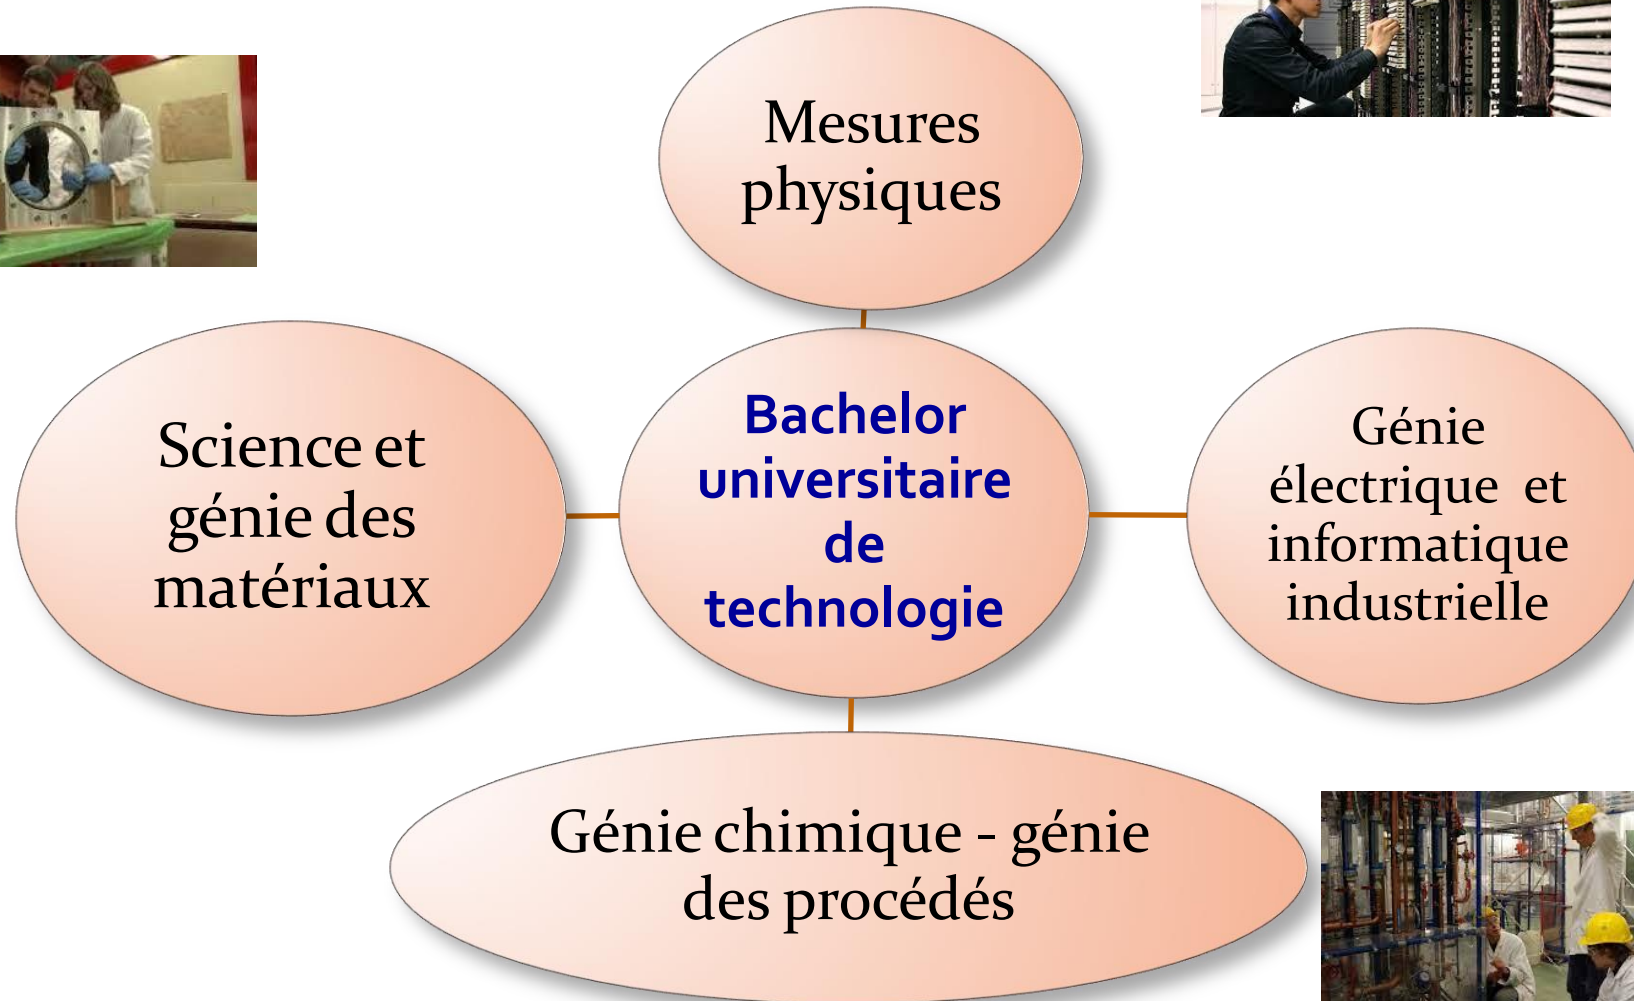 Mesures
physiques
Science et
génie des
matériaux
Bachelor
universitaire
de
technologie
Génie
électrique et
informatique
industrielle
Génie chimique - génie
des procédés